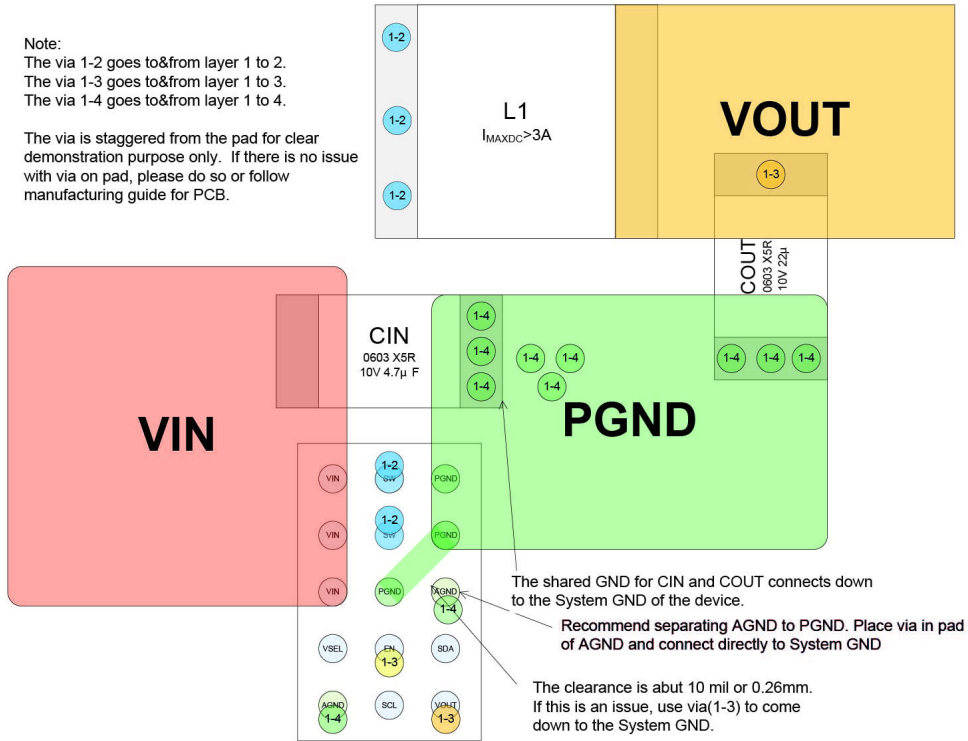 Note:
The via 1-2 goes to&from layer 1 to 2.
The via 1-3 goes to&from layer 1 to 3.
The via 1-4 goes to&from layer 1 to 4.
The via is staggered from the pad for clear
demonstration purpose only. If there is no issue
with via on pad, please do so or follow
manufacturing guide for PCB.
1-2
1-2
1-2
L1
IMAXDC>3A
VOUT
1-3
COUT
0603 X5R
10V 22µ
1-4
1-4
1-4
VIN
CIN
0603 X5R
10V 4.7µ F
1-4
1-4
1-4
1-4
1-4
1-4
PGND
VIN
1-2
SW
PGND
VIN
1-2
SW
PGND
VIN
PGND
AGND
1-4
VSEL
EN
1-3
SDA
AGND
1-4
SCL
VOUT
1-3
The shared GND for CIN and COUT connects down
to the System GND of the device.
Recommend separating AGND to PGND. Place via in pad
of AGND and connect directly to System GND
The clearance is abut 10 mil or 0.26mm.
If this is an issue, use via(1-3) to come
down to the System GND.